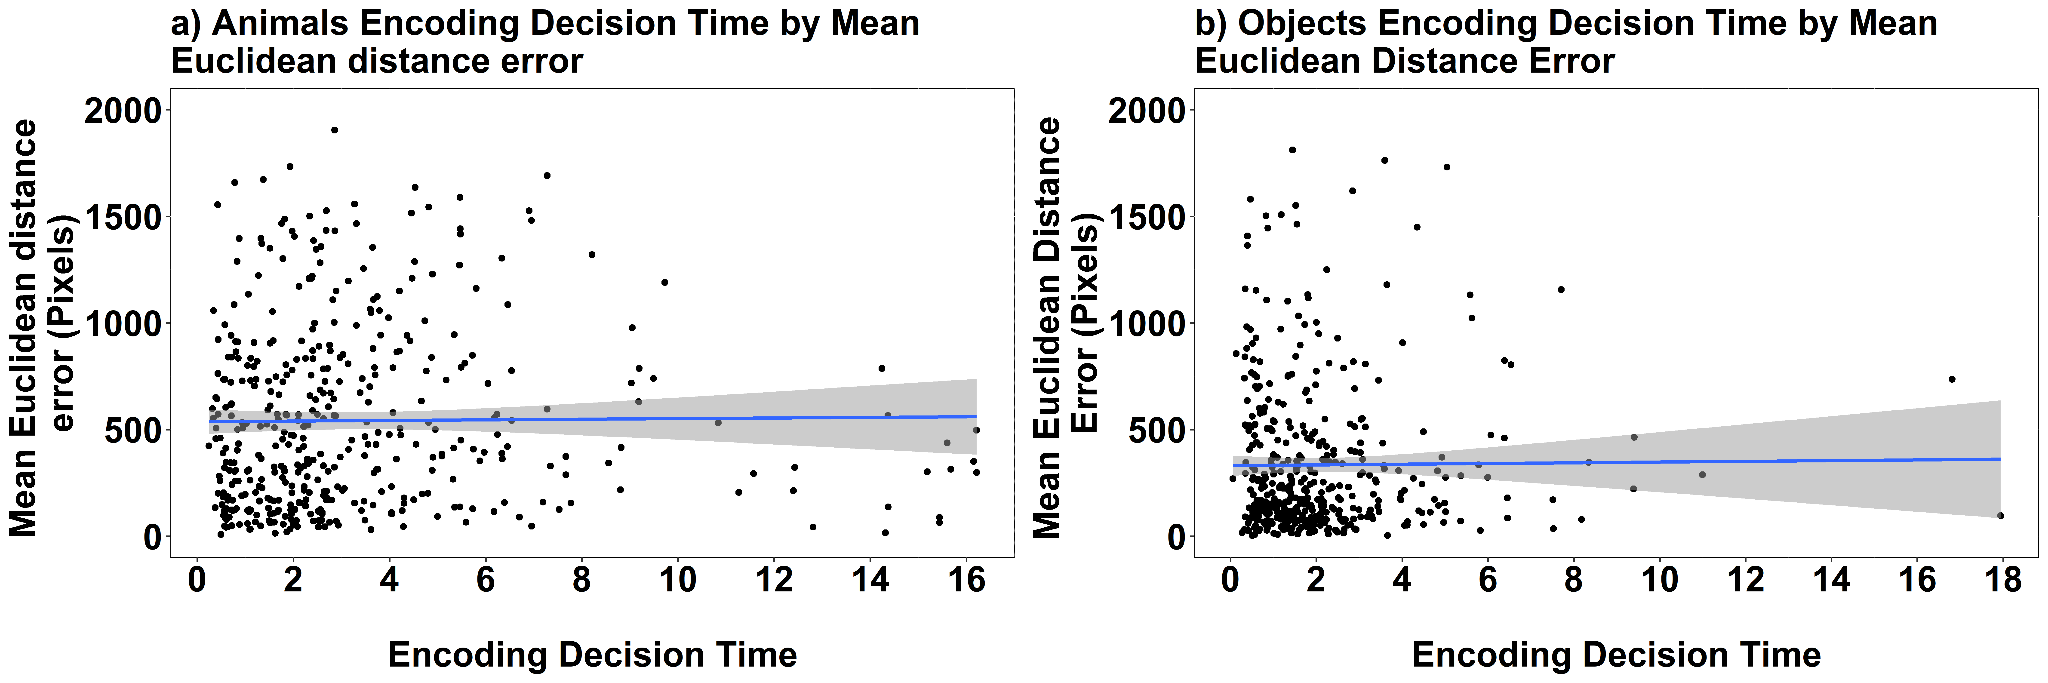 a) Animals Encoding Decision Time by Mean
Euclidean distance error
Mean Euclidean distance
error (Pixels)
2000
1500
1000
500
0
0 2 4 6 8 10 12 14 16
Encoding Decision Time
b) Objects Encoding Decision Time by Mean
Euclidean Distance Error
Mean Euclidean Distance
Error (Pixels)
2000
1500
1000
500
0
0 2 4 6 8 10 12 14 16 18
Encoding Decision Time